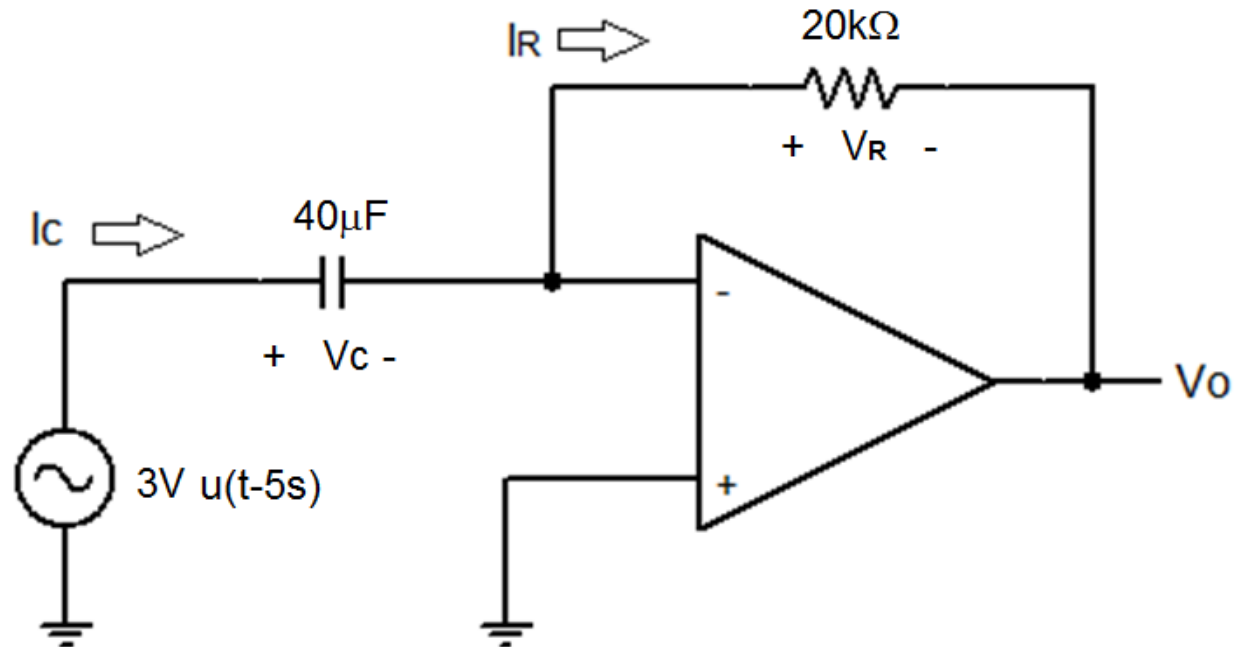 20kΩ
IR
+ VR -
40μF
IC
-
+ Vc -
Vo
3V u(t-5s)
+